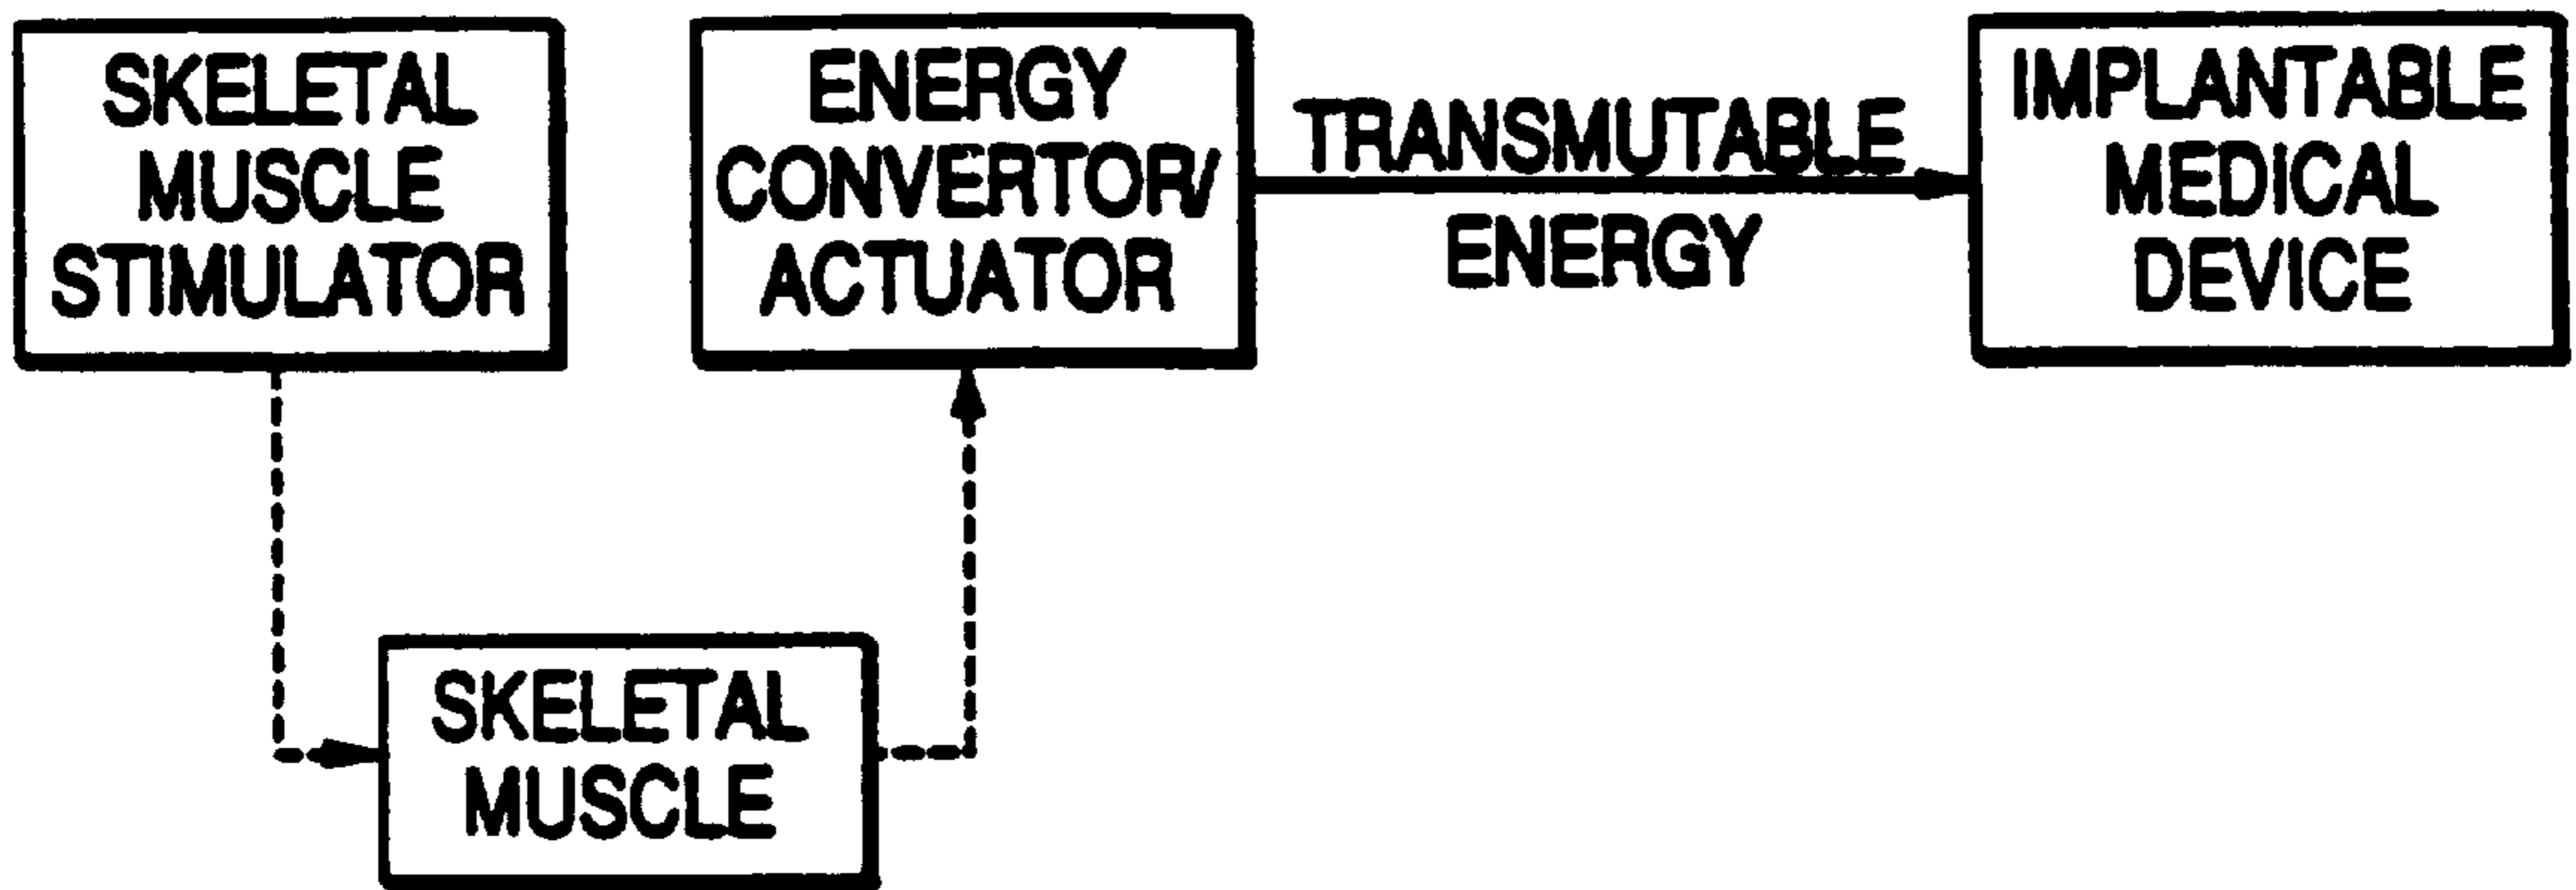 SKELETAL
MUSCLE
STIMULATOR
ENERGY
CONVERTOR/
ACTUATOR
TRANSMUTABLE
ENERGY
IMPLANTABLE
MEDICAL
DEVICE
SKELETAL
MUSCLE